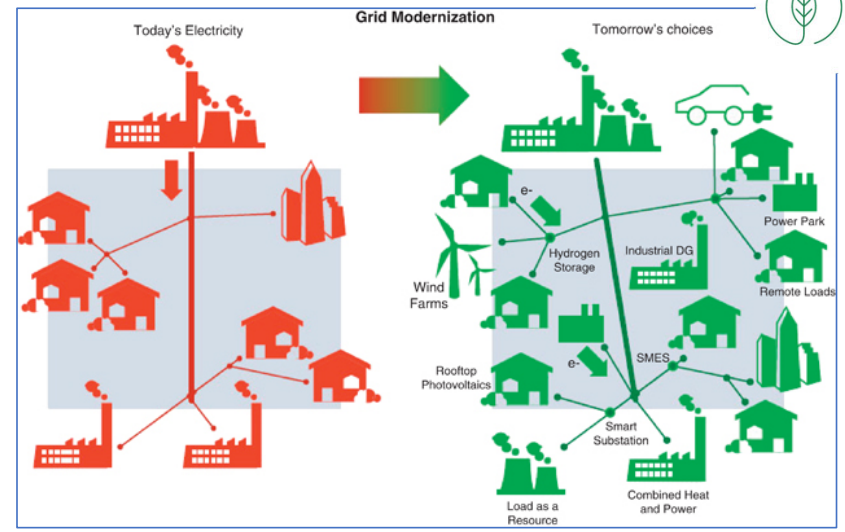 Grid Modernization
Today's Electricity
Tomorrow's choices
e-
Power Park
Hydrogen
Storage
Industrial DG
Wind
Farms
Remote Loads
SMES
e-
Rooftop
Photovoltaics
Smart
Substation
Load as a
Resource
Combined Heat
and Power